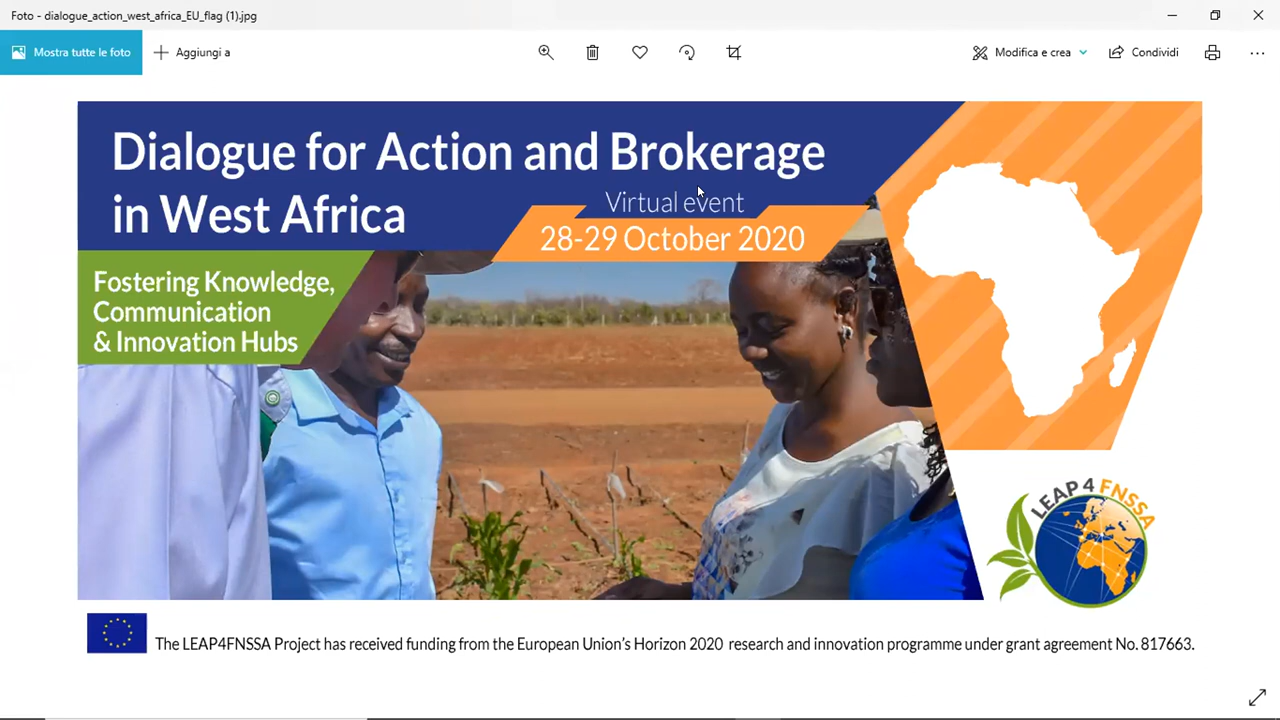 Foto - dialogue_action_west_africa_EU_flag (1).jpg
Mostra tutte le foto
Aggiungi a
Modifica e crea
Condividi
Dialogue for Action and Brokerage
in West Africa
Virtual event
28-29 October 2020
Fostering Knowledge,
Communication
& Innovation Hubs
LEAP 4 FNSSA
The LEAP4FNSSA Project has received funding from the European Union's Horizon 2020 research and innovation programme under grant agreement No. 817663.